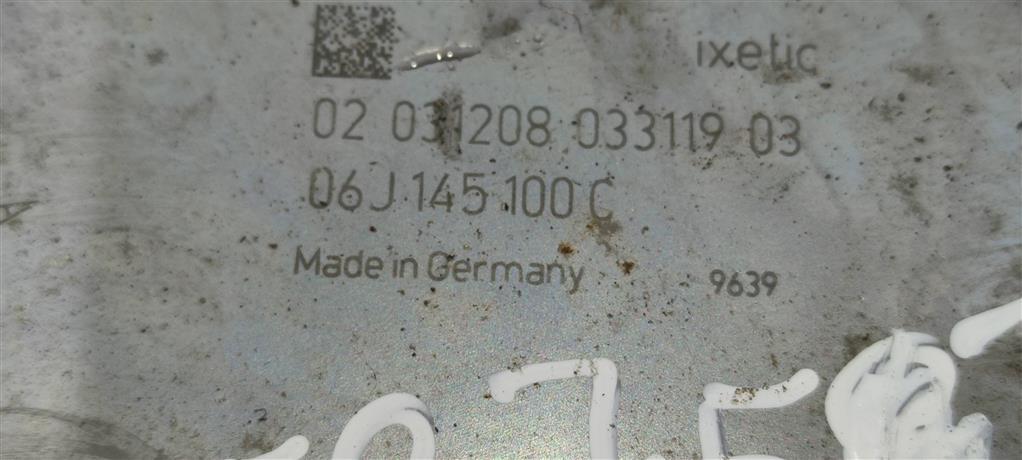 ixetic
02 031208 033119 03
06J 145 100 C
Made in Germany 9639